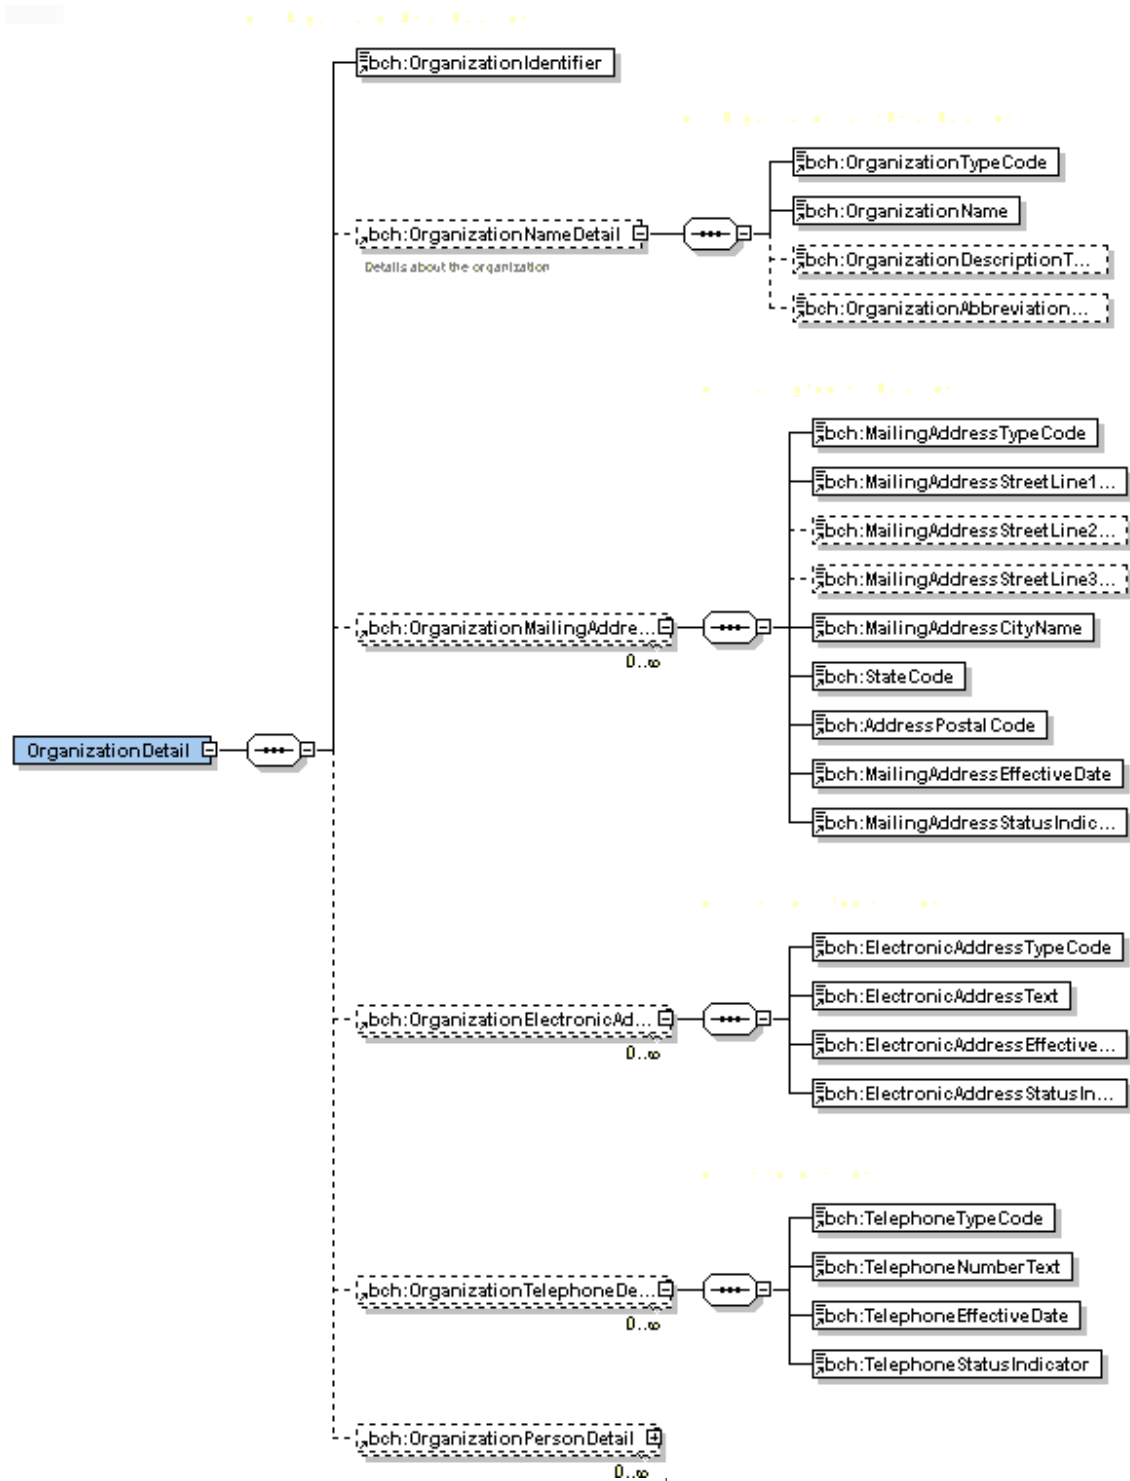 bch:OrganizationIdentifier
bch:OrganizationTypeCode
bch:OrganizationName
bch:OrganizationNameDetail
Details about the organization
bch:OrganizationDescriptionT...
bch:OrganizationAbbreviation...
bch:MailingAddressTypeCode
bch:MailingAddressStreetLine1...
bch:MailingAddressStreetLine2...
bch:MailingAddressStreetLine3...
bch:OrganizationMailingAddre...
0..∞
bch:MailingAddressCityName
bch:StateCode
bch:AddressPostalCode
OrganizationDetail
bch:MailingAddressEffectiveDate
bch:MailingAddressStatusIndic...
bch:ElectronicAddressTypeCode
bch:ElectronicAddressText
bch:OrganizationElectronicAd...
0..∞
bch:ElectronicAddressEffective...
bch:ElectronicAddressStatusIn...
bch:TelephoneTypeCode
bch:TelephoneNumberText
bch:OrganizationTelephoneDe...
0..∞
bch:TelephoneEffectiveDate
bch:TelephoneStatusIndicator
bch:OrganizationPersonDetail
0..∞